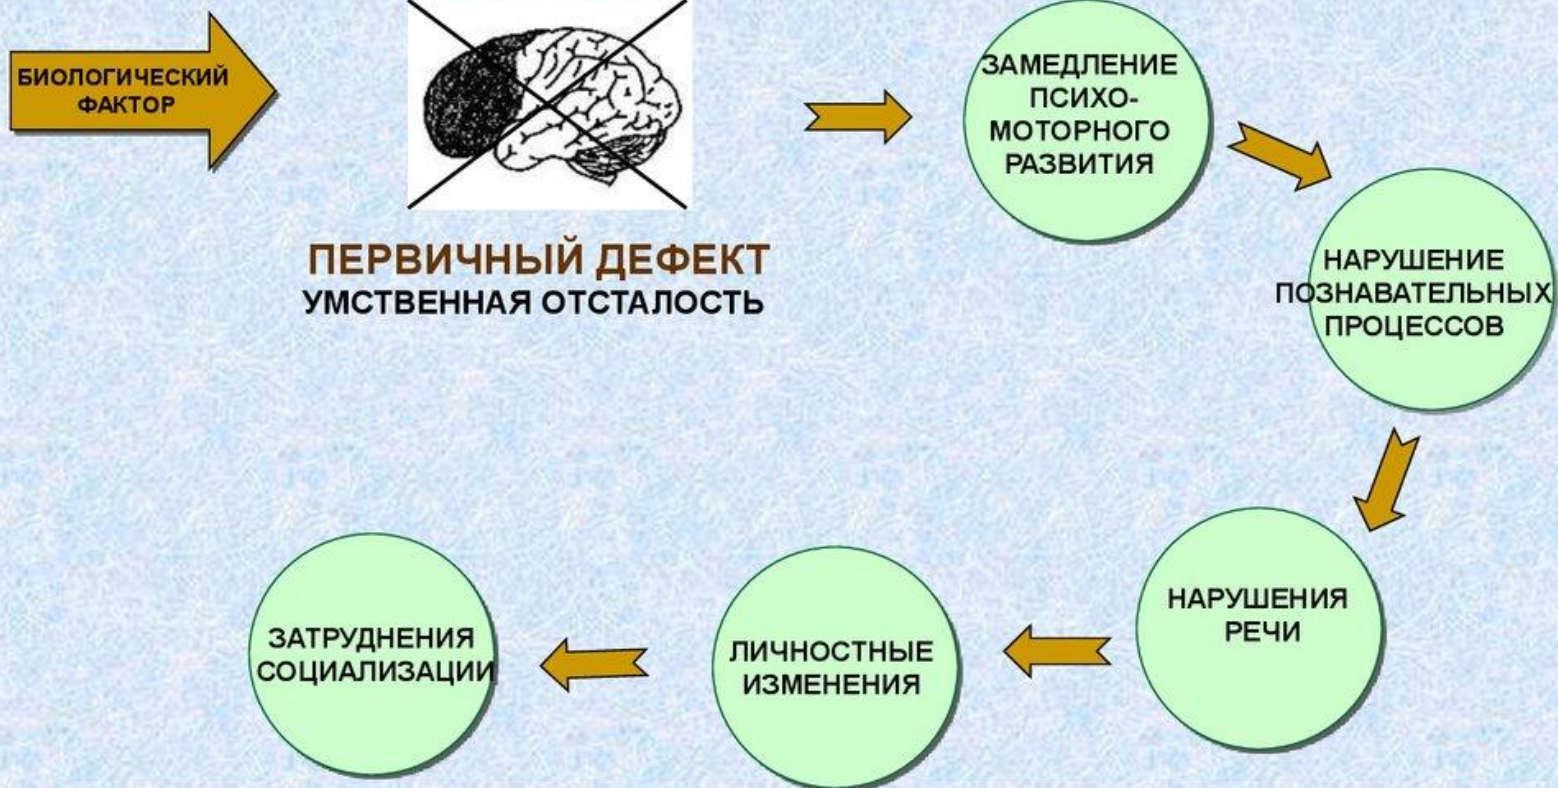 БИОЛОГИЧЕСКИЙ
ФАКТОР
ПЕРВИЧНЫЙ ДЕФЕКТ
УМСТВЕННАЯ ОТСТАЛОСТЬ
ЗАМЕДЛЕНИЕ
ПСИХО-
МОТОРНОГО
РАЗВИТИЯ
НАРУШЕНИЕ
ПОЗНАВАТЕЛЬНЫХ
ПРОЦЕССОВ
НАРУШЕНИЯ
РЕЧИ
ЛИЧНОСТНЫЕ
ИЗМЕНЕНИЯ
ЗАТРУДНЕНИЯ
СОЦИАЛИЗАЦИИ